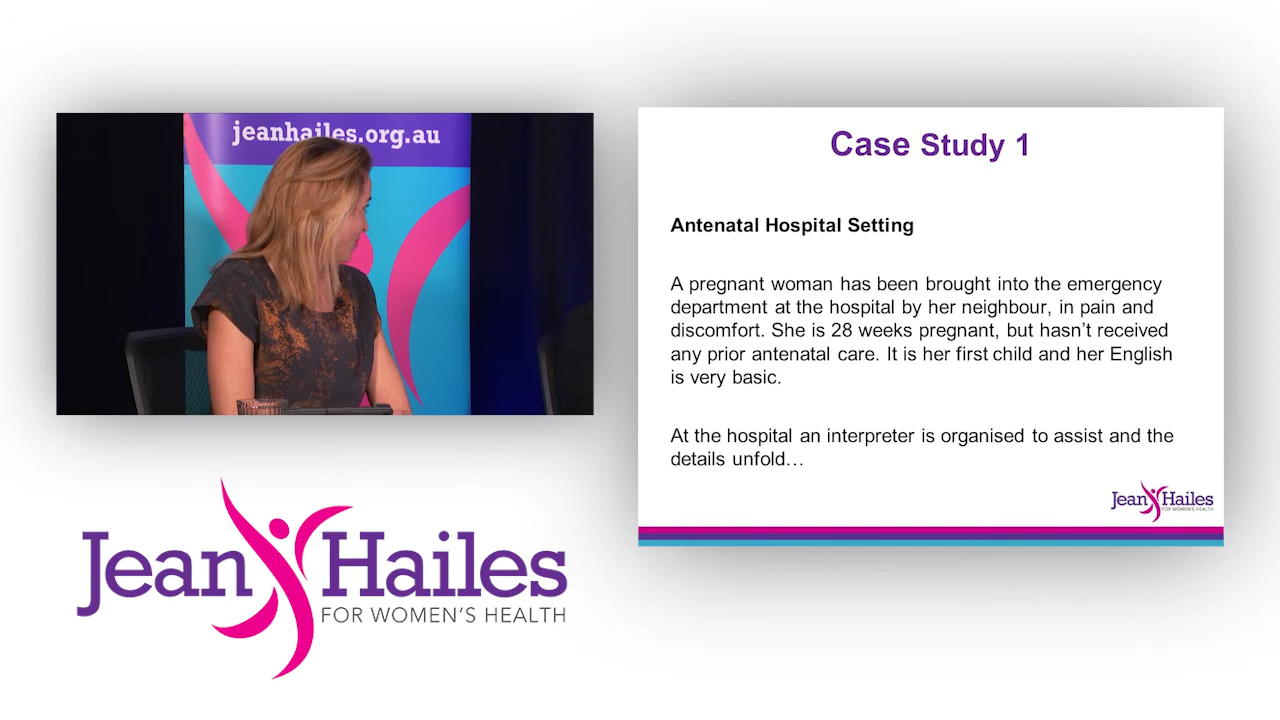 jeanhailes.org.au
Case Study 1
Antenatal Hospital Setting
A pregnant woman has been brought into the emergency
department at the hospital by her neighbour, in pain and
discomfort. She is 28 weeks pregnant, but hasn’t received
any prior antenatal care. It is her first child and her English
is very basic.
At the hospital an interpreter is organised to assist and the
details unfold…
Jean Hailes
FOR WOMEN'S HEALTH
Jean Hailes
FOR WOMEN’S HEALTH